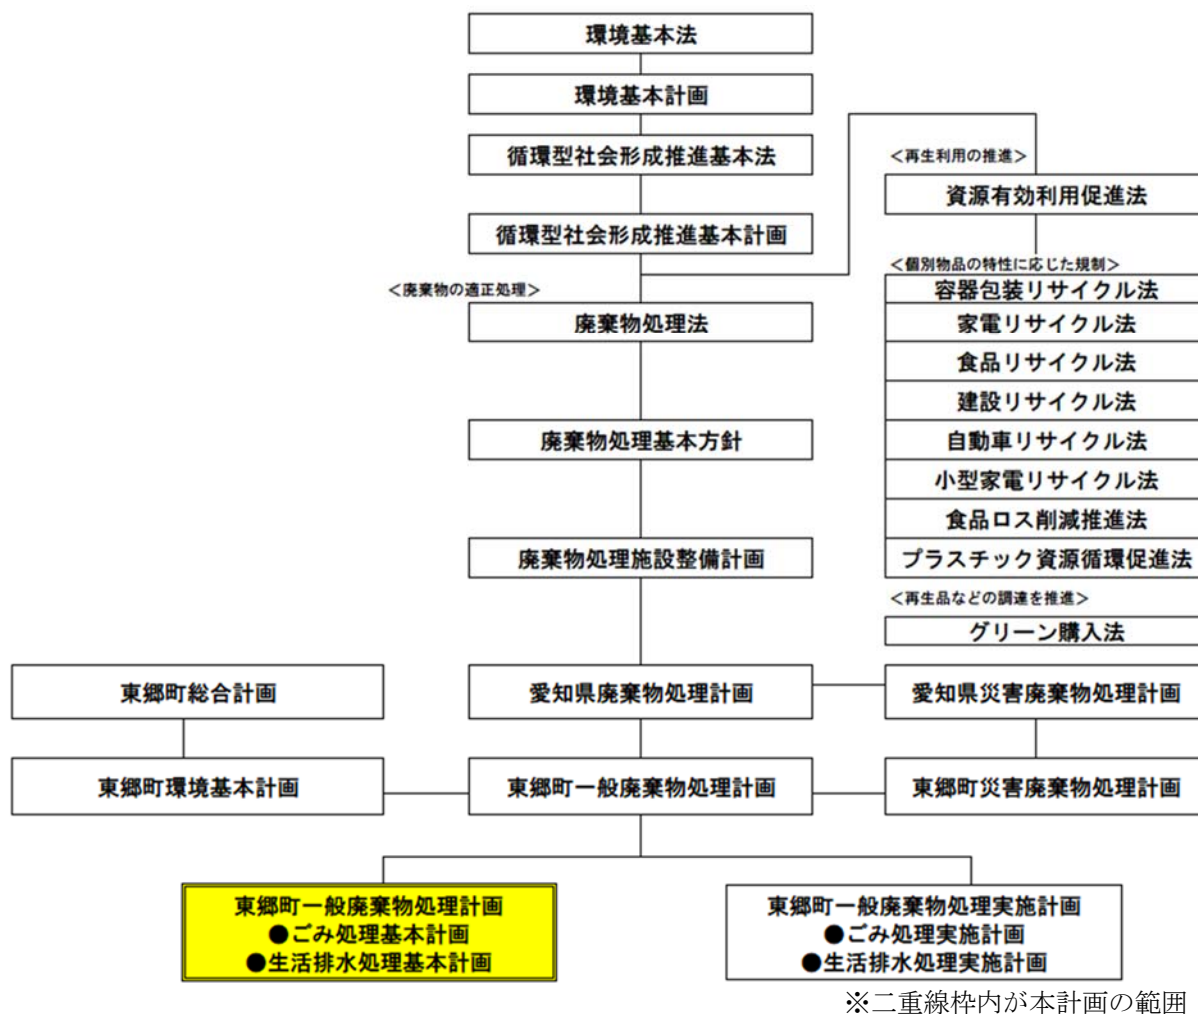 環境基本法
環境基本計画
循環型社会形成推進基本法
循環型社会形成推進基本計画
<再生利用の推進>
資源有効利用促進法
<個別物品の特性に応じた規制>
容器包装リサイクル法
家電リサイクル法
食品リサイクル法
建設リサイクル法
自動車リサイクル法
小型家電リサイクル法
食品ロス削減推進法
プラスチック資源循環促進法
<再生品などの調達を推進>
グリーン購入法
<廃棄物の適正処理>
廃棄物処理法
廃棄物処理基本方針
廃棄物処理施設整備計画
東郷町総合計画
愛知県廃棄物処理計画
愛知県災害廃棄物処理計画
東郷町環境基本計画
東郷町一般廃棄物処理計画
東郷町災害廃棄物処理計画
東郷町一般廃棄物処理計画
●ごみ処理基本計画
●生活排水処理基本計画
東郷町一般廃棄物処理実施計画
●ごみ処理実施計画
●生活排水処理実施計画
※二重線枠内が本計画の範囲